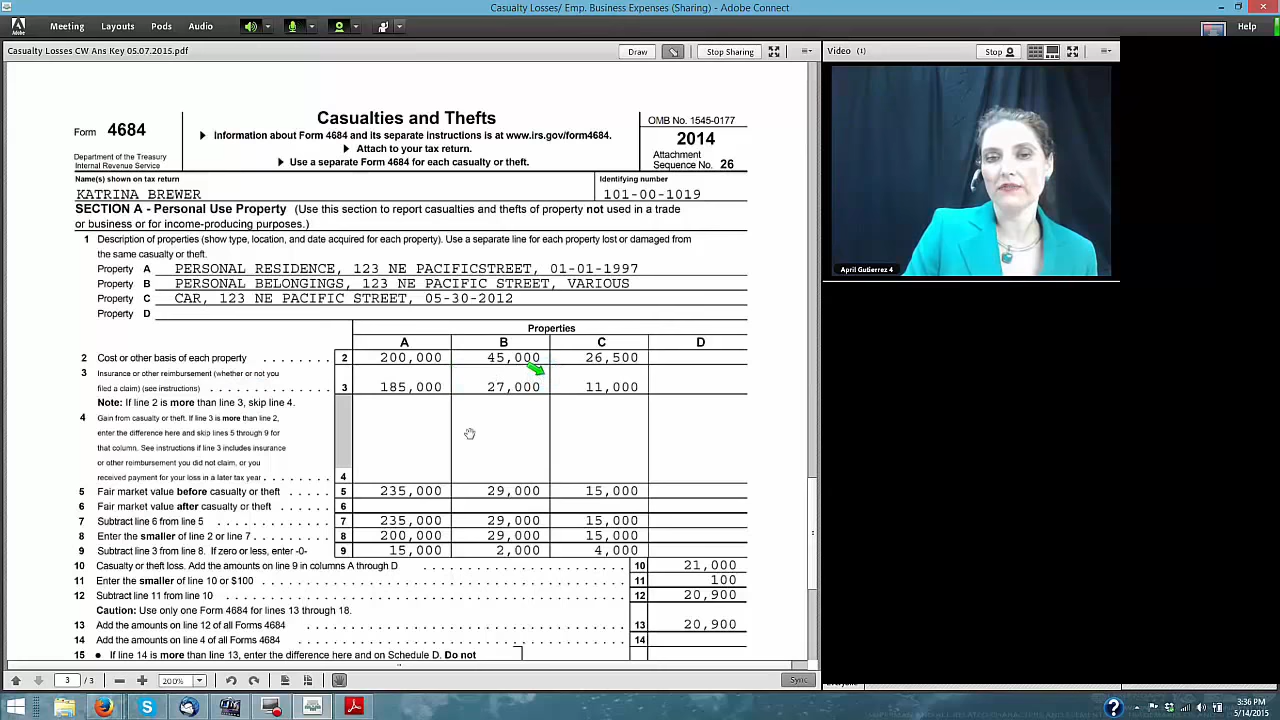 Casualty Losses/ Emp. Business Expenses (Sharing) - Adobe Connect
Meeting Layouts Pods Audio Help
Casualty Losses CW Ans Key 05.07.2015.pdf Draw Stop Sharing
Video (1) Stop
April Gutierrez 4
Form 4684
Department of the Treasury
Internal Revenue Service
Casualties and Thefts
Information about Form 4684 and its separate instructions is at www.irs.gov/form4684.
Attach to your tax return.
Use a separate Form 4684 for each casualty or theft.
OMB No. 1545-0177
2014
Attachment
Sequence No. 26
Name(s) shown on tax return
KATRINA BREWER
Identifying number
101-00-1019
SECTION A - Personal Use Property (Use this section to report casualties and thefts of property not used in a trade
or business or for income-producing purposes.)
1 Description of properties (show type, location, and date acquired for each property). Use a separate line for each property lost or damaged from
the same casualty or theft.
Property A PERSONAL RESIDENCE, 123 NE PACIFICSTREET, 01-01-1997
Property B PERSONAL BELONGINGS, 123 NE PACIFIC STREET, VARIOUS
Property C CAR, 123 NE PACIFIC STREET, 05-30-2012
Property D
Properties
A B C D
2 Cost or other basis of each property . . . . . . . . 2 200,000 45,000 26,500
3 Insurance or other reimbursement (whether or not you
filed a claim) (see instructions) . . . . . . . . . . 3 185,000 27,000 11,000
Note: If line 2 is more than line 3, skip line 4.
4 Gain from casualty or theft. If line 3 is more than line 2,
enter the difference here and skip lines 5 through 9 for
that column. See instructions if line 3 includes insurance
or other reimbursement you did not claim, or you
received payment for your loss in a later tax year . . . . . . . . 4
5 Fair market value before casualty or theft . . . . . 5 235,000 29,000 15,000
6 Fair market value after casualty or theft . . . . . . 6
7 Subtract line 6 from line 5 . . . . . . . . . . . . . 7 235,000 29,000 15,000
8 Enter the smaller of line 2 or line 7 . . . . . . . . . 8 200,000 29,000 15,000
9 Subtract line 3 from line 8. If zero or less, enter -0- 9 15,000 2,000 4,000
10 Casualty or theft loss. Add the amounts on line 9 in columns A through D . . . . . . . . . . 10 21,000
11 Enter the smaller of line 10 or $100 . . . . . . . . . . 11 100
12 Subtract line 11 from line 10 . . . . . . . . . . 12 20,900
Caution: Use only one Form 4684 for lines 13 through 18.
13 Add the amounts on line 12 of all Forms 4684 . . . . . . . . . . 13 20,900
14 Add the amounts on line 4 of all Forms 4684 . . . . . . . . . . 14
15 ● If line 14 is more than line 13, enter the difference here and on Schedule D. Do not
3 / 3 200% Sync
3:36 PM
5/14/2015